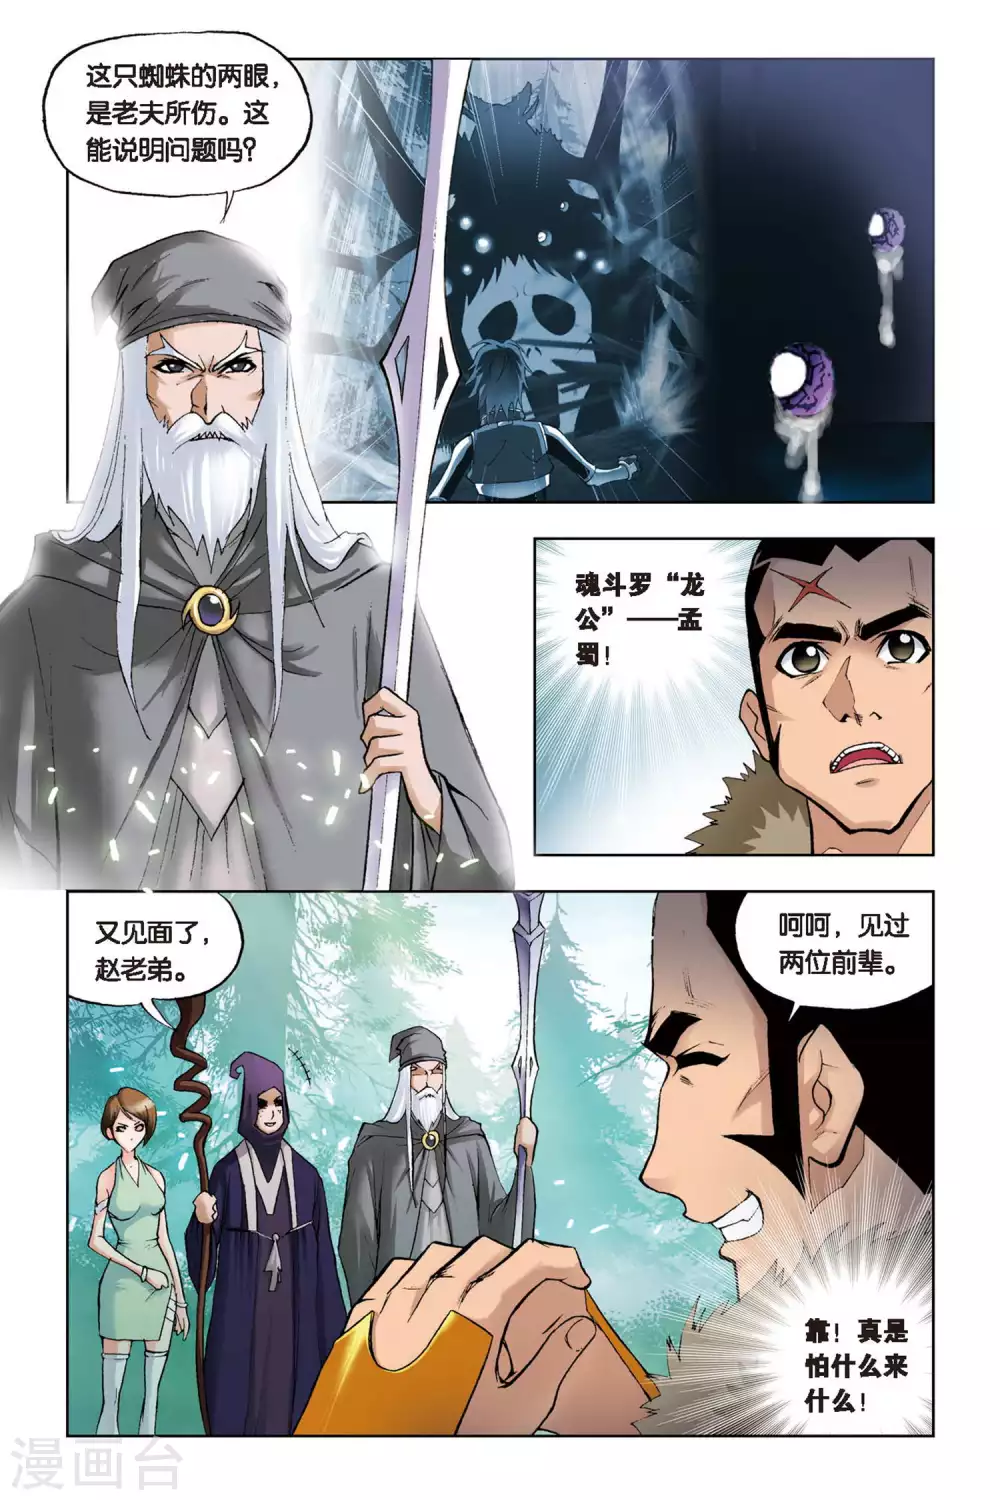 这只蜘蛛的两眼，
是老夫所伤。这
能说明问题吗？
魂斗罗“龙
公”——孟
蜀！
又见面了，
赵老弟。
呵呵，见过
两位前辈。
靠！真是
怕什么来
什么！
漫画台